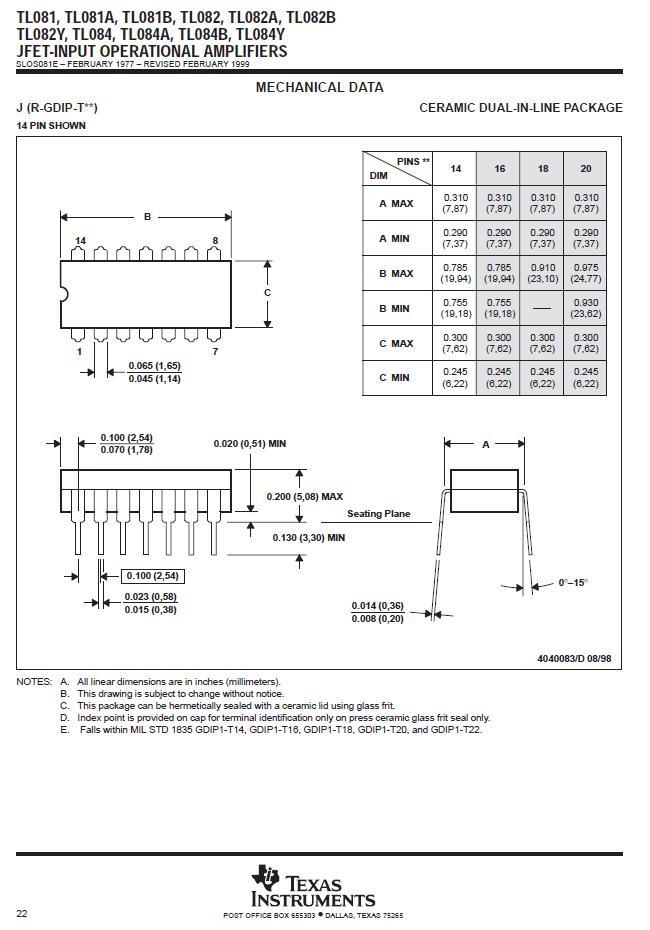 TL081, TL081A, TL081B, TL082, TL082A, TL082B
TL082Y, TL084, TL084A, TL084B, TL084Y
JFET-INPUT OPERATIONAL AMPLIFIERS
SLOS081E – FEBRUARY 1977 – REVISED FEBRUARY 1999
MECHANICAL DATA
J (R-GDIP-T**) CERAMIC DUAL-IN-LINE PACKAGE
14 PIN SHOWN
PINS ** 14 16 18 20
DIM
A MAX 0.310 (7,87) 0.310 (7,87) 0.310 (7,87) 0.310 (7,87)
A MIN 0.290 (7,37) 0.290 (7,37) 0.290 (7,37) 0.290 (7,37)
B MAX 0.785 (19,94) 0.785 (19,94) 0.910 (23,10) 0.975 (24,77)
B MIN 0.755 (19,18) 0.755 (19,18) — 0.930 (23,62)
C MAX 0.300 (7,62) 0.300 (7,62) 0.300 (7,62) 0.300 (7,62)
C MIN 0.245 (6,22) 0.245 (6,22) 0.245 (6,22) 0.245 (6,22)
B
14 8
C
1 7
0.065 (1,65)
0.045 (1,14)
0.100 (2,54)
0.070 (1,78)
0.020 (0,51) MIN
A
0.200 (5,08) MAX
Seating Plane
0.130 (3,30) MIN
0.100 (2,54)
0°–15°
0.023 (0,58)
0.015 (0,38)
0.014 (0,36)
0.008 (0,20)
4040083/D 08/98
NOTES: A. All linear dimensions are in inches (millimeters).
B. This drawing is subject to change without notice.
C. This package can be hermetically sealed with a ceramic lid using glass frit.
D. Index point is provided on cap for terminal identification only on press ceramic glass frit seal only.
E. Falls within MIL STD 1835 GDIP1-T14, GDIP1-T16, GDIP1-T18, GDIP1-T20, and GDIP1-T22.
TEXAS
INSTRUMENTS
22 POST OFFICE BOX 655303 • DALLAS, TEXAS 75265